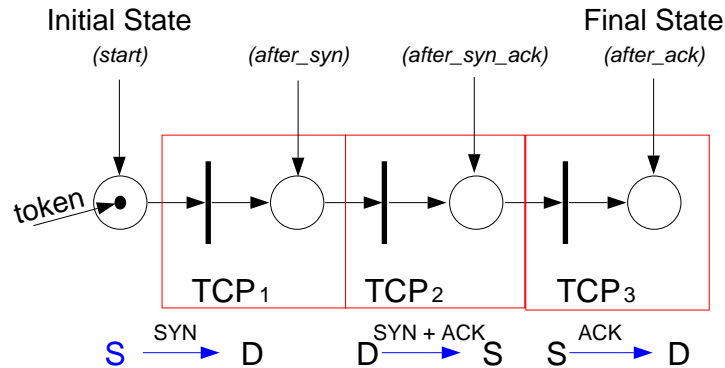 Initial State Final State
(start) (after_syn) (after_syn_ack) (after_ack)
token
TCP1 TCP2 TCP3
S SYN D D SYN + ACK S S ACK D